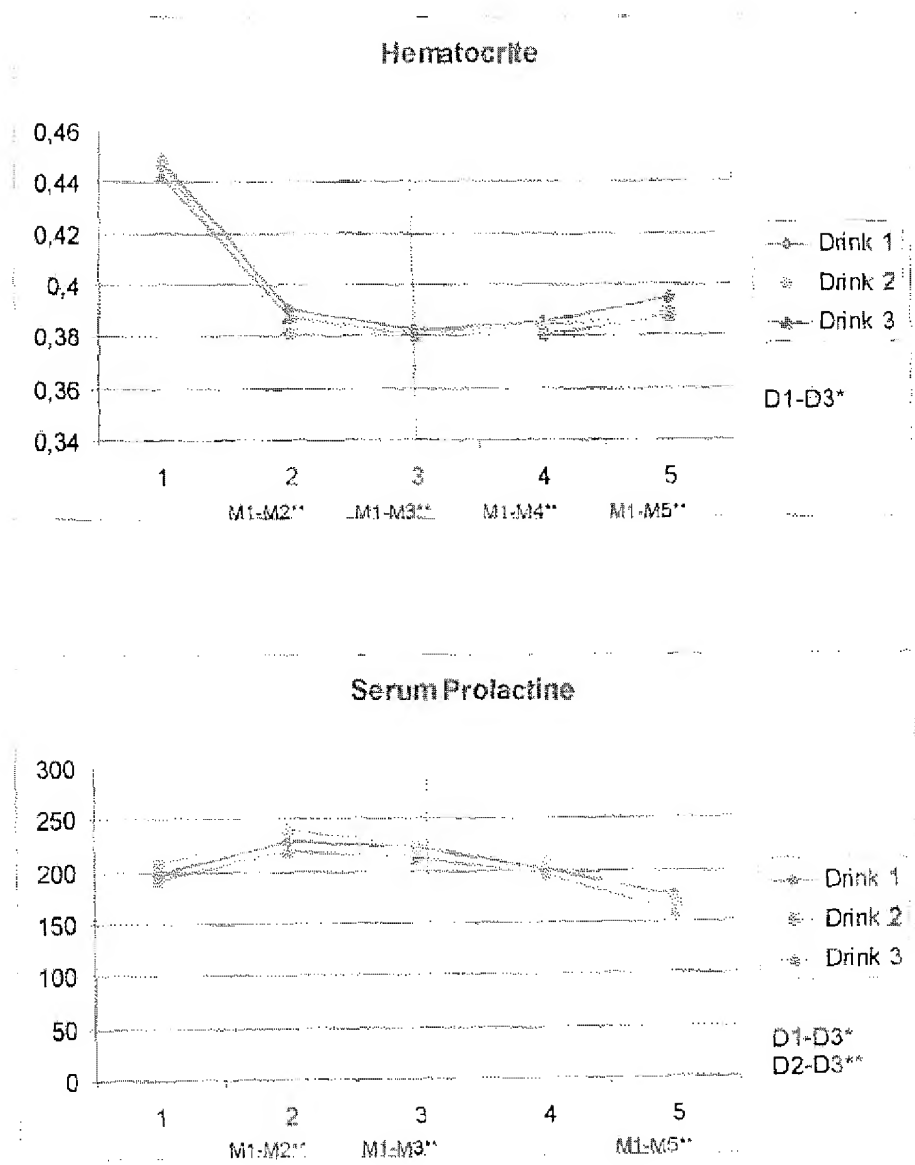 Hematocrite
0,46
0,44
0,42
0,4
0,38
0,36
0,34
1 2 3 4 5
M1-M2** M1-M3** M1-M4** M1-M5**
Drink 1
Drink 2
Drink 3
D1-D3*
Serum Prolactine
300
250
200
150
100
50
0
1 2 3 4 5
M1-M2** M1-M3** M1-M5**
Drink 1
Drink 2
Drink 3
D1-D3*
D2-D3**